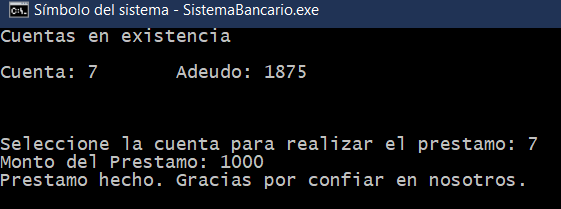 Símbolo del sistema - SistemaBancario.exe
Cuentas en existencia
Cuenta: 7 Adeudo: 1875
Seleccione la cuenta para realizar el prestamo: 7
Monto del Prestamo: 1000
Prestamo hecho. Gracias por confiar en nosotros.